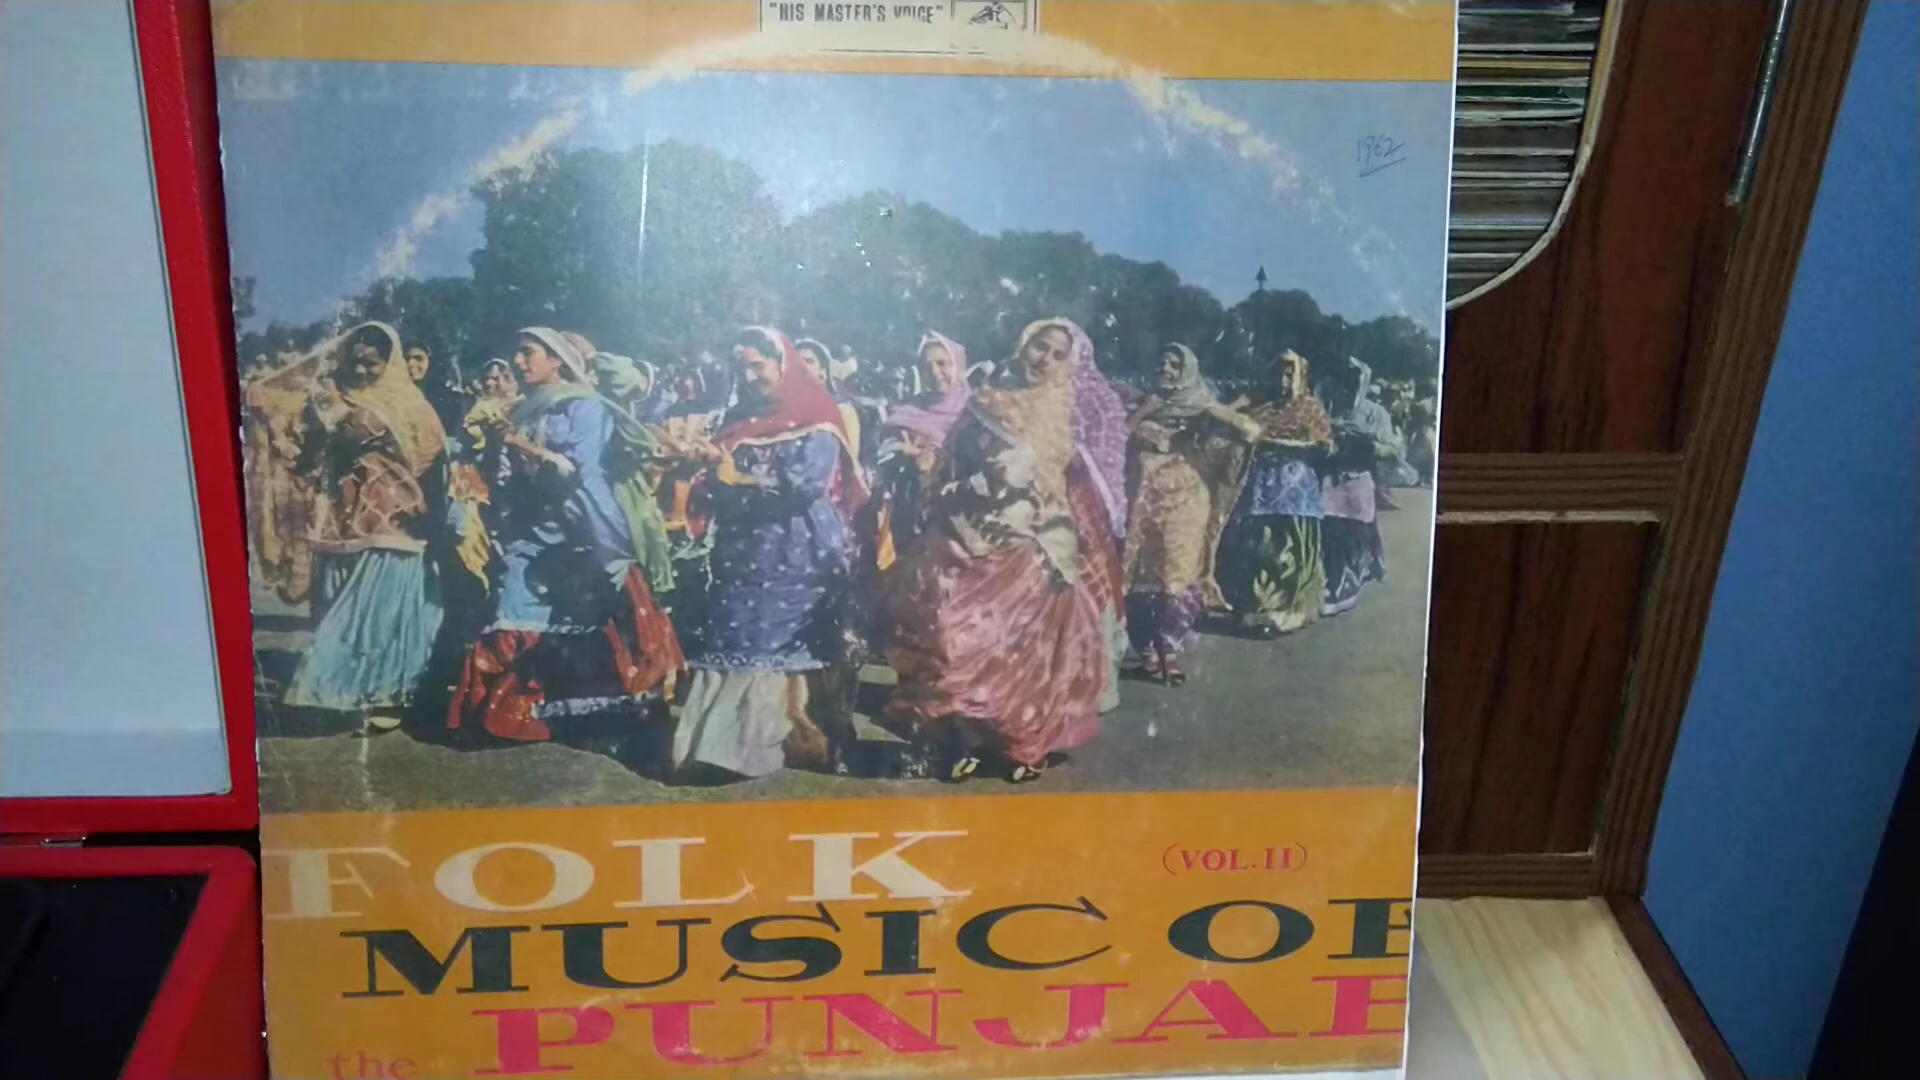 "HIS MASTER'S VOICE"
1962
FOLK
(VOL. II)
MUSIC OF
the PUNJAB